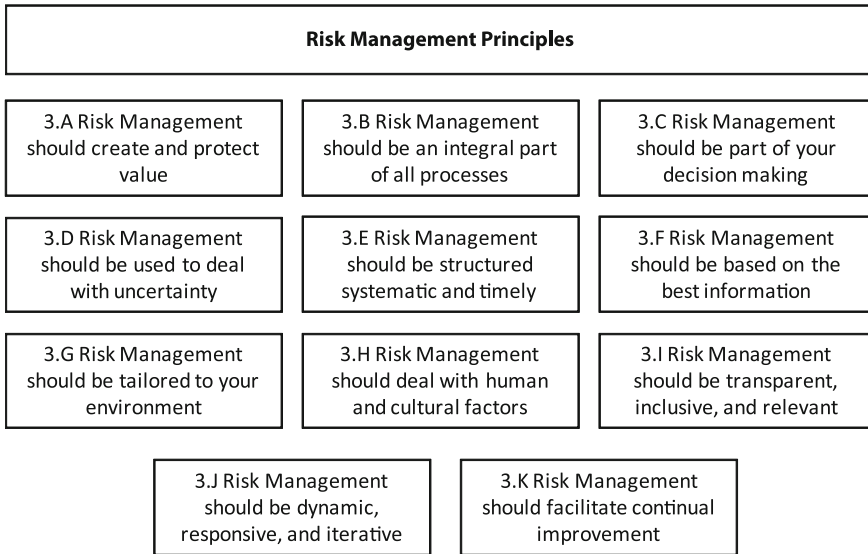 Risk Management Principles
3.A Risk Management
should create and protect
value
3.B Risk Management
should be an integral part
of all processes
3.C Risk Management
should be part of your
decision making
3.D Risk Management
should be used to deal
with uncertainty
3.E Risk Management
should be structured
systematic and timely
3.F Risk Management
should be based on the
best information
3.G Risk Management
should be tailored to your
environment
3.H Risk Management
should deal with human
and cultural factors
3.I Risk Management
should be transparent,
inclusive, and relevant
3.J Risk Management
should be dynamic,
responsive, and iterative
3.K Risk Management
should facilitate continual
improvement